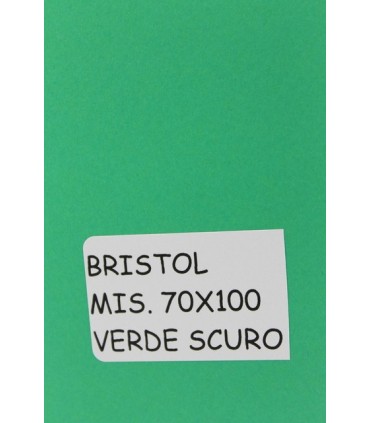 BRISTOL
MIS. 70X100
VERDE SCURO